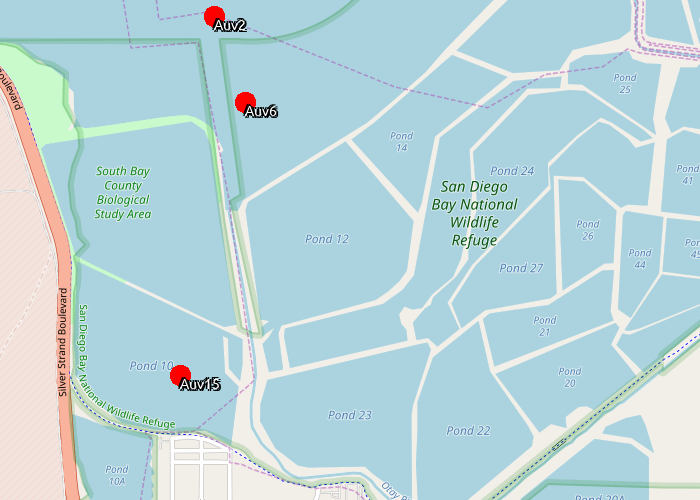 Auv2
Auv6
Boulevard
Pond
25
Pond
14
Pond 24
Pond
41
South Bay
County
Biological
Study Area
San Diego
Bay National
Wildlife
Refuge
Pond 12
Pond
26
Pond
44
Pond 27
Silver Strand Boulevard
San Diego Bay National Wildlife Refuge
Pond
21
Pond 10
Auv15
Pond
20
Pond 23
Pond 22
Pond
10A
Otay
Pond 20A